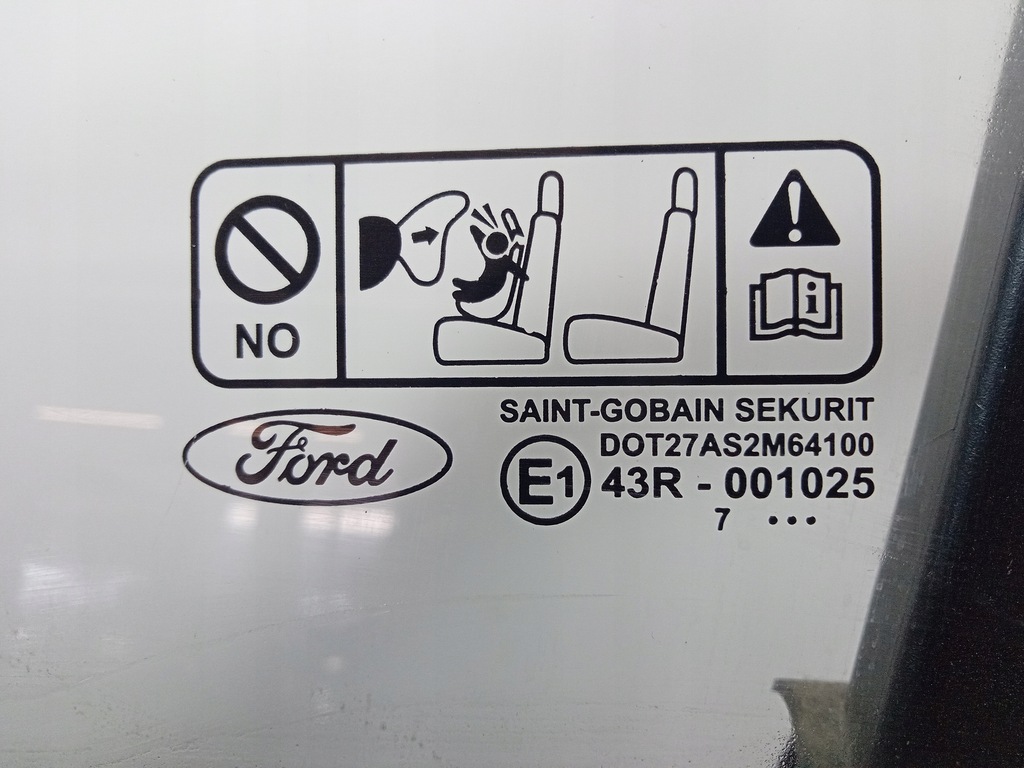 NO
i
Ford
SAINT-GOBAIN SEKURIT
DOT27AS2M64100
E1 43R - 001025
7 •••